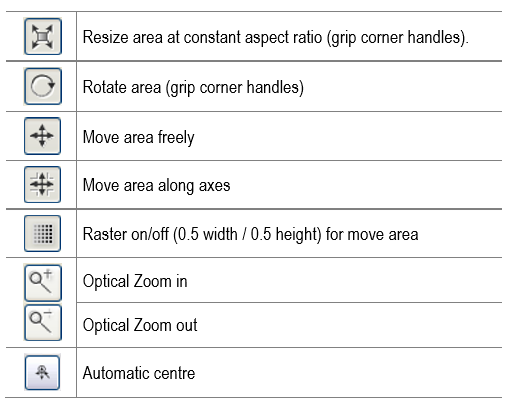 Resize area at constant aspect ratio (grip corner handles).
Rotate area (grip corner handles)
Move area freely
Move area along axes
Raster on/off (0.5 width / 0.5 height) for move area
Optical Zoom in
Optical Zoom out
Automatic centre